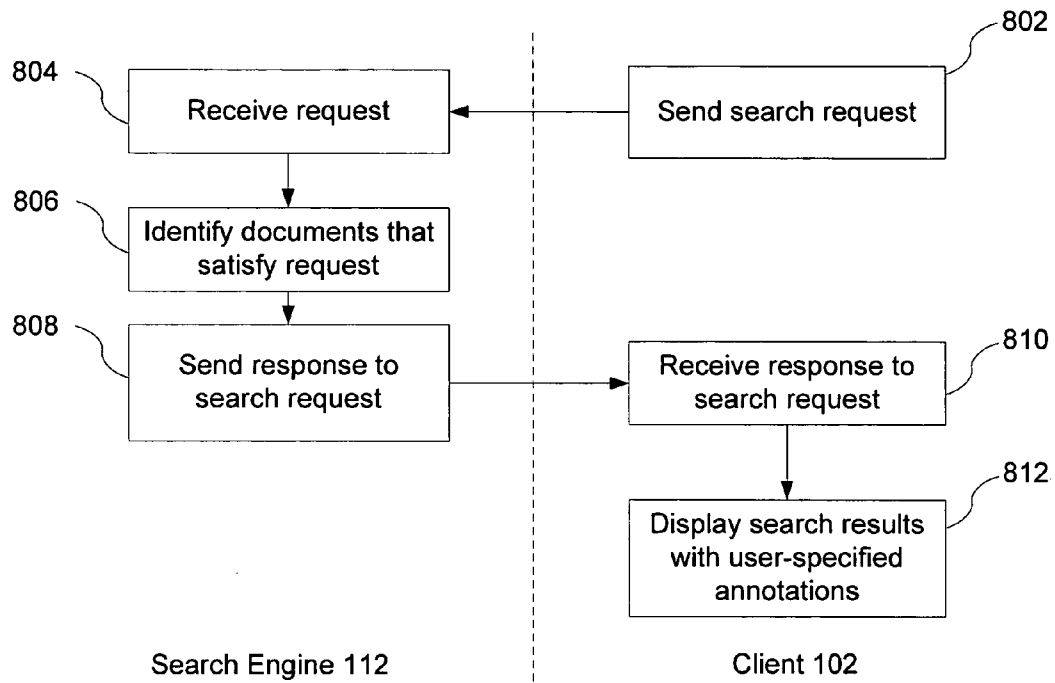 802
804
Receive request
Send search request
806
Identify documents that
satisfy request
808
Send response to
search request
810
Receive response to
search request
812
Display search results
with user-specified
annotations
Search Engine 112
Client 102